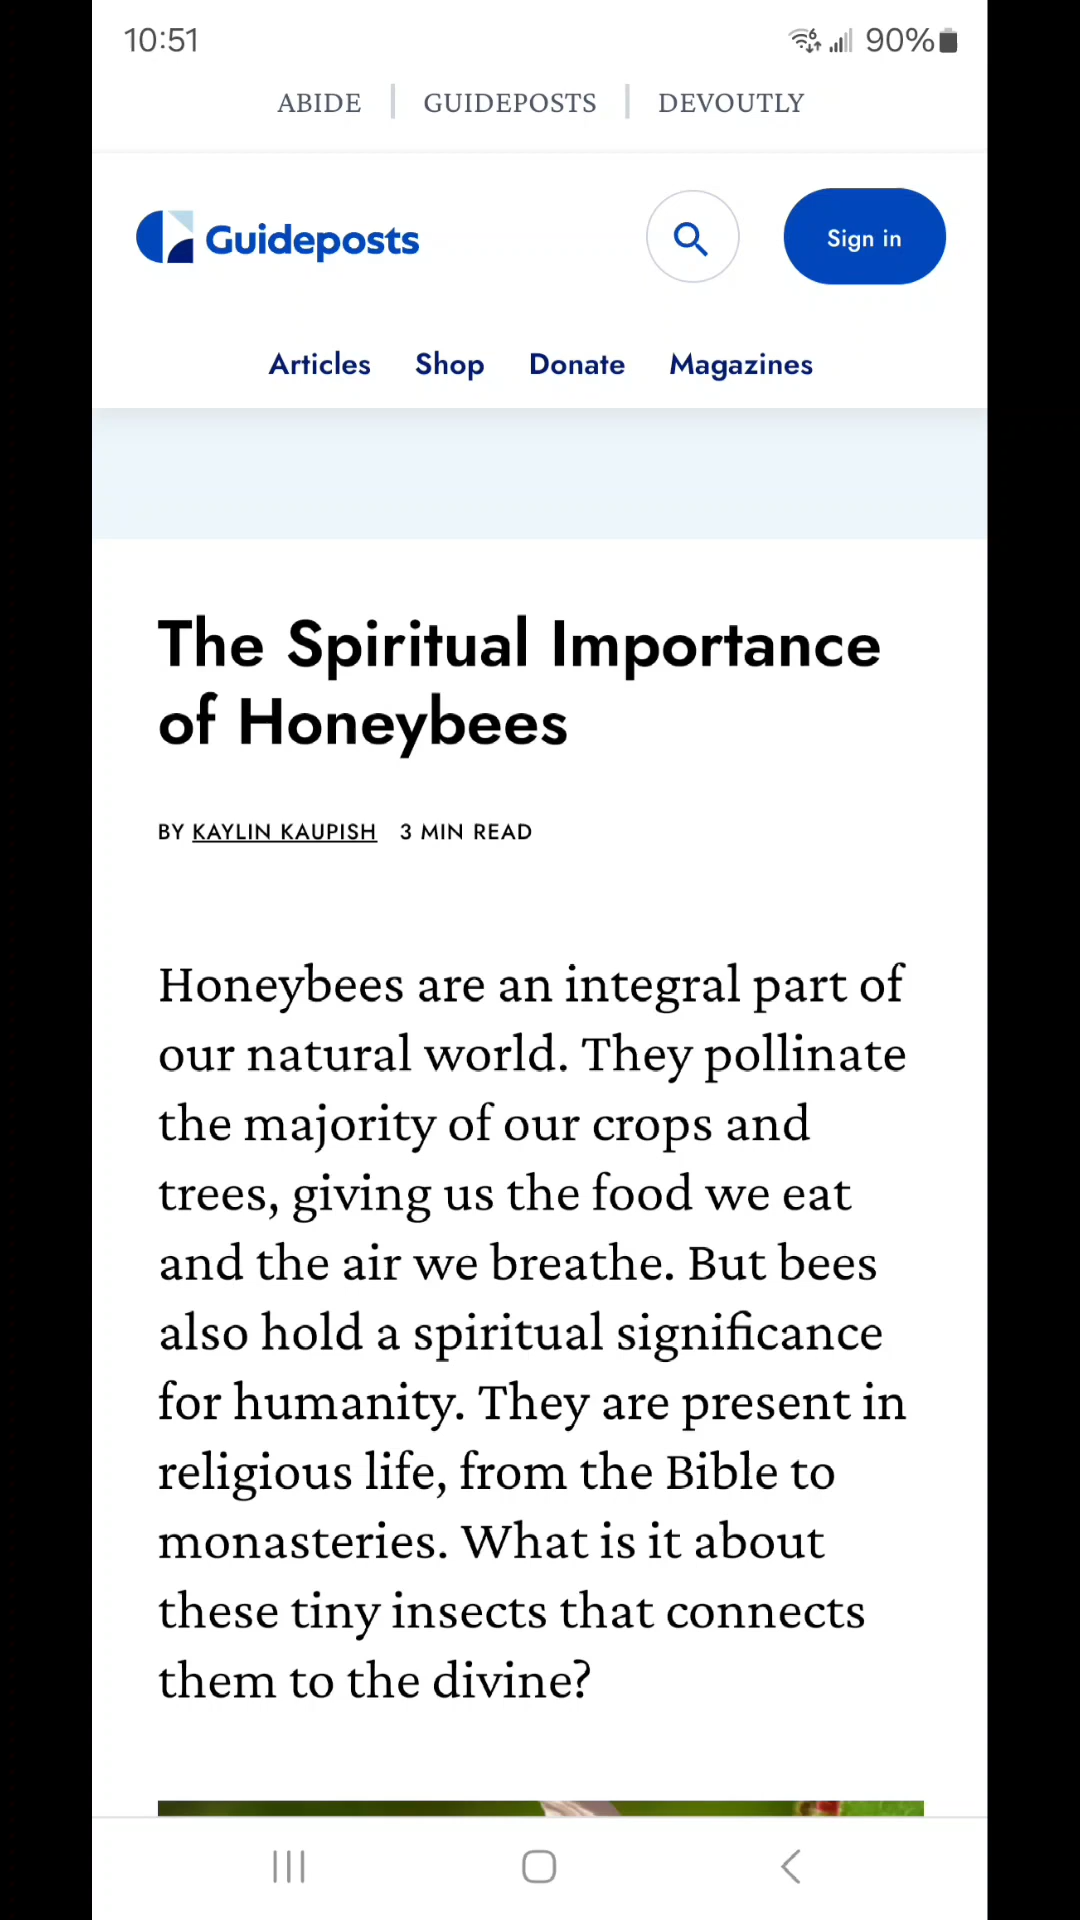 10:51
6 90%
ABIDE | GUIDEPOSTS | DEVOUTLY
Guideposts
Sign in
Articles Shop Donate Magazines
The Spiritual Importance
of Honeybees
BY KAYLIN KAUPISH 3 MIN READ
Honeybees are an integral part of
our natural world. They pollinate
the majority of our crops and
trees, giving us the food we eat
and the air we breathe. But bees
also hold a spiritual significance
for humanity. They are present in
religious life, from the Bible to
monasteries. What is it about
these tiny insects that connects
them to the divine?